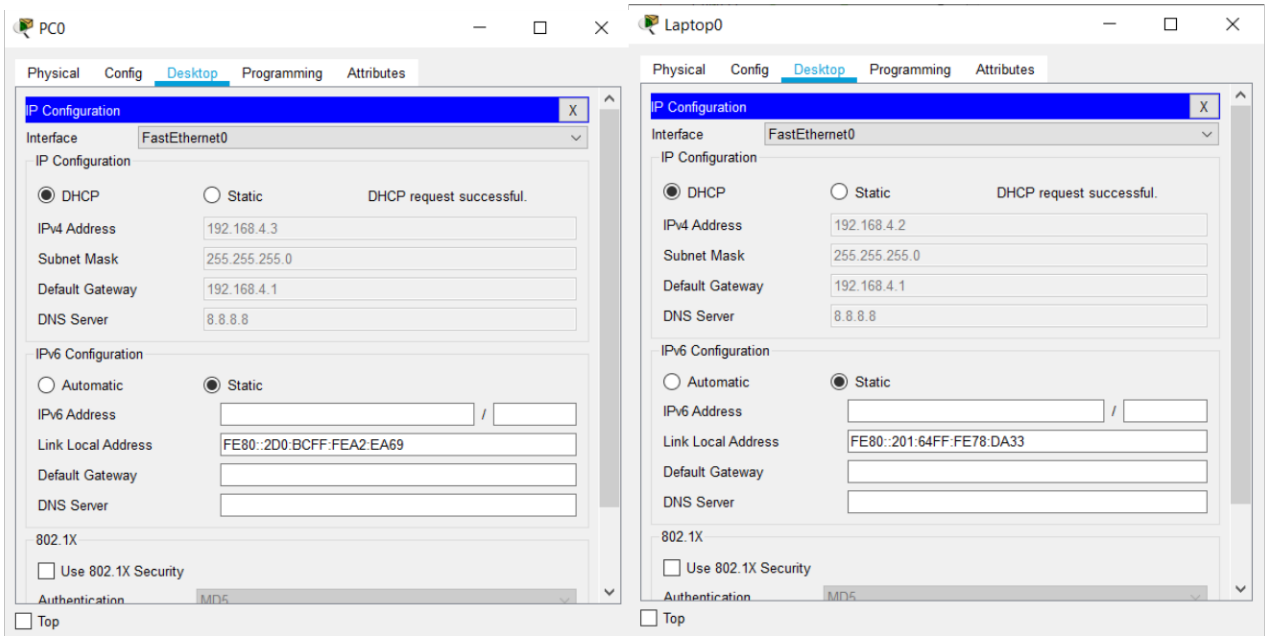 PC0
Physical Config Desktop Programming Attributes
IP Configuration X
Interface FastEthernet0
IP Configuration
DHCP Static DHCP request successful.
IPv4 Address 192.168.4.3
Subnet Mask 255.255.255.0
Default Gateway 192.168.4.1
DNS Server 8.8.8.8
IPv6 Configuration
Automatic Static
IPv6 Address /
Link Local Address FE80::2D0:BCFF:FEA2:EA69
Default Gateway
DNS Server
802.1X
Use 802.1X Security
Authentication MD5
Top
Laptop0
Physical Config Desktop Programming Attributes
IP Configuration X
Interface FastEthernet0
IP Configuration
DHCP Static DHCP request successful.
IPv4 Address 192.168.4.2
Subnet Mask 255.255.255.0
Default Gateway 192.168.4.1
DNS Server 8.8.8.8
IPv6 Configuration
Automatic Static
IPv6 Address /
Link Local Address FE80::201:64FF:FE78:DA33
Default Gateway
DNS Server
802.1X
Use 802.1X Security
Authentication MD5
Top